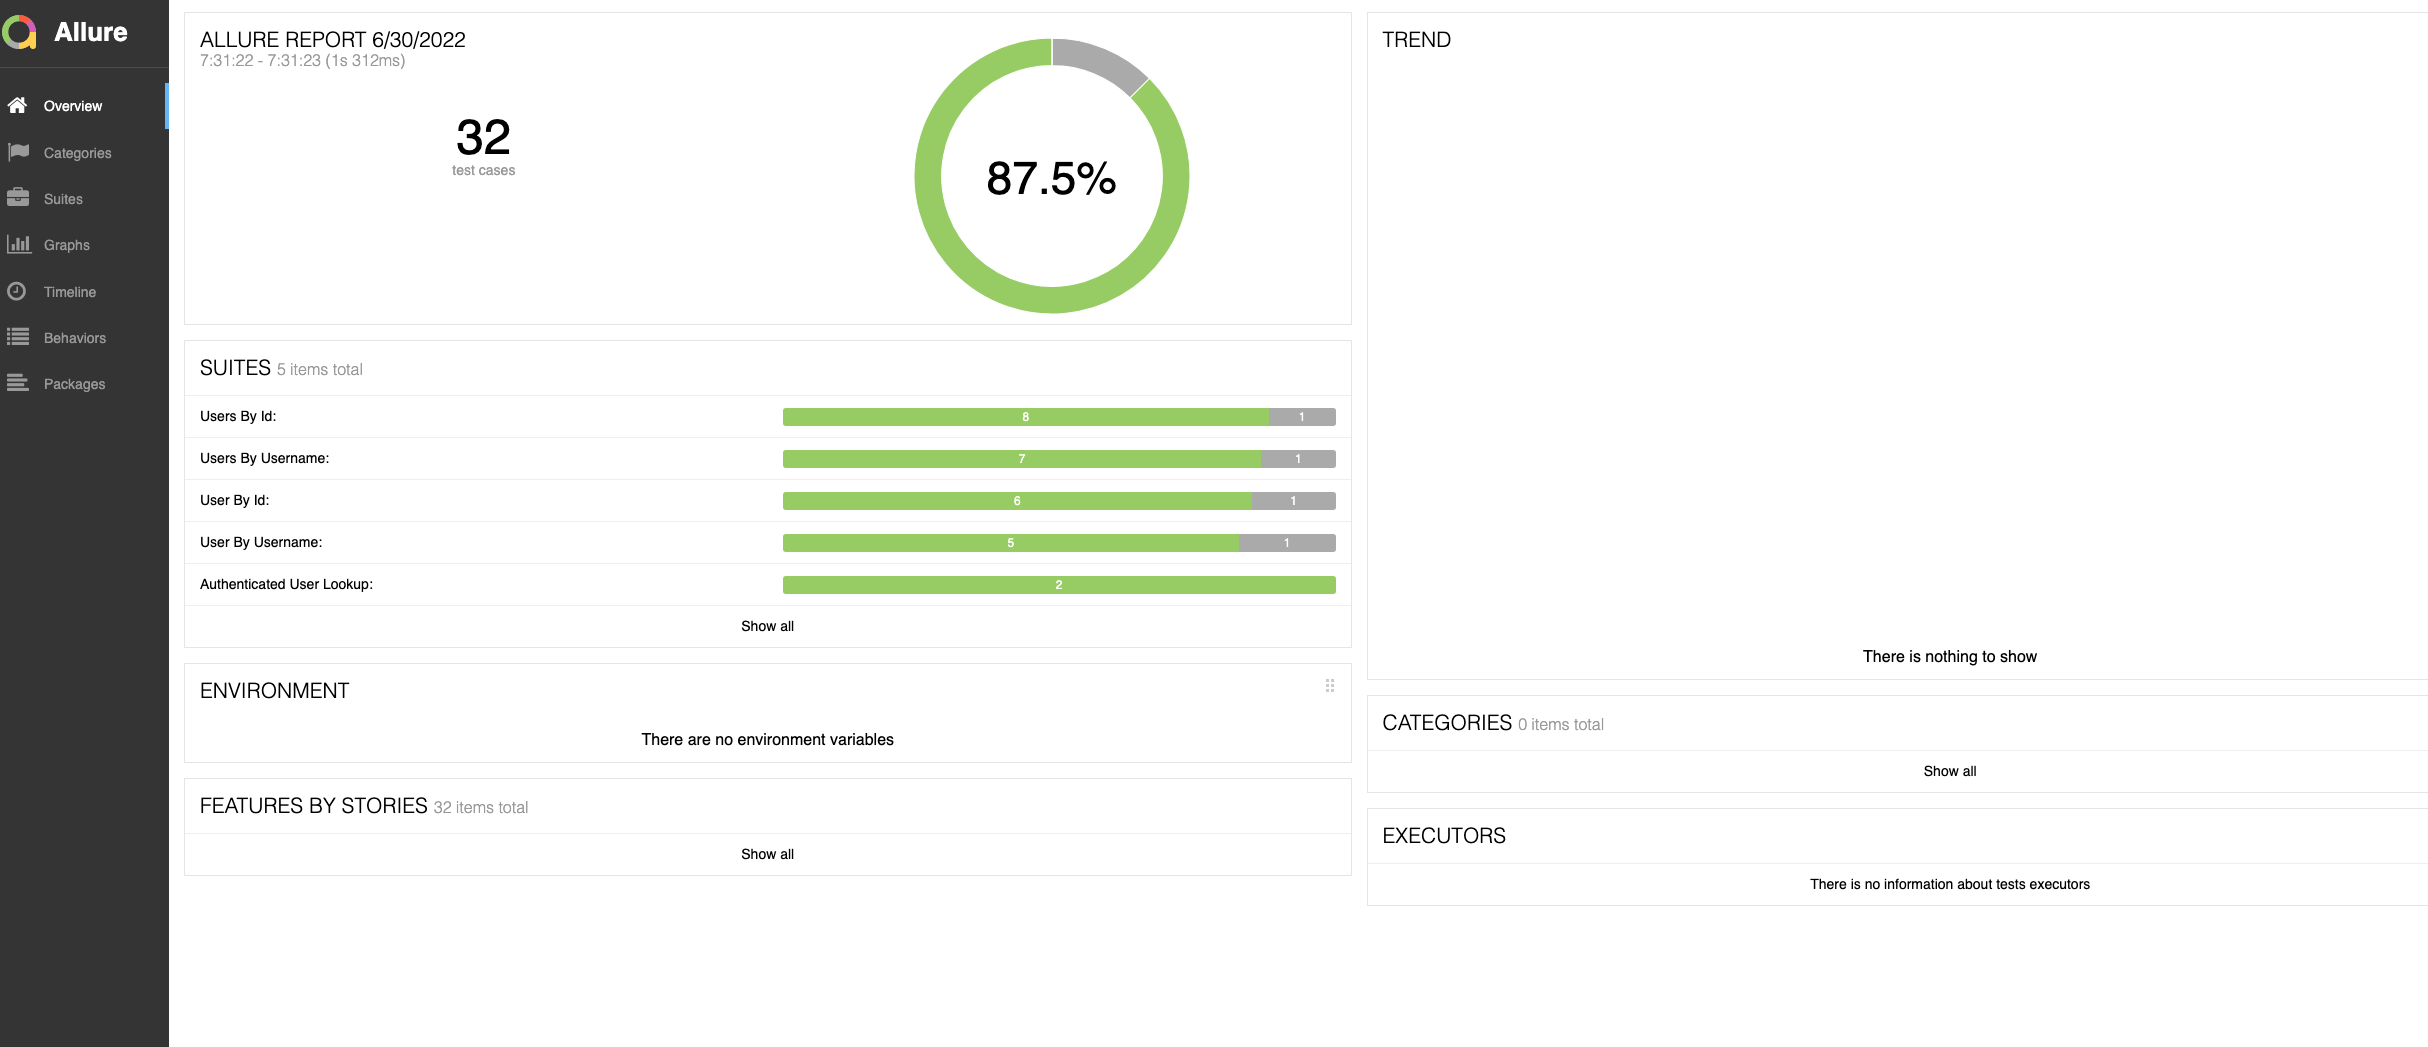 Allure
Overview
Categories
Suites
Graphs
Timeline
Behaviors
Packages
ALLURE REPORT 6/30/2022
7:31:22 - 7:31:23 (1s 312ms)
32
test cases
87.5%
SUITES 5 items total
Users By Id: 8 1
Users By Username: 7 1
User By Id: 6 1
User By Username: 5 1
Authenticated User Lookup: 2
Show all
ENVIRONMENT
There are no environment variables
FEATURES BY STORIES 32 items total
Show all
TREND
There is nothing to show
CATEGORIES 0 items total
Show all
EXECUTORS
There is no information about tests executors